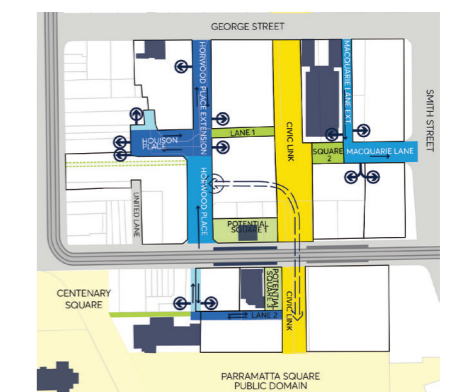 GEORGE STREET
HORWOOD PLACE EXTENSION
MACQUARIE LANE EXT
SMITH STREET
CIVIC LINK
LANE 1
HOUISON
PLACE
SQUARE
2
MACQUARIE LANE
HORWOOD PLACE
UNITED LANE
POTENTIAL
SQUARE 1
CENTENARY
SQUARE
POTENTIAL
SQUARE 3
CIVIC LINK
LANE 2
PARRAMATTA SQUARE
PUBLIC DOMAIN